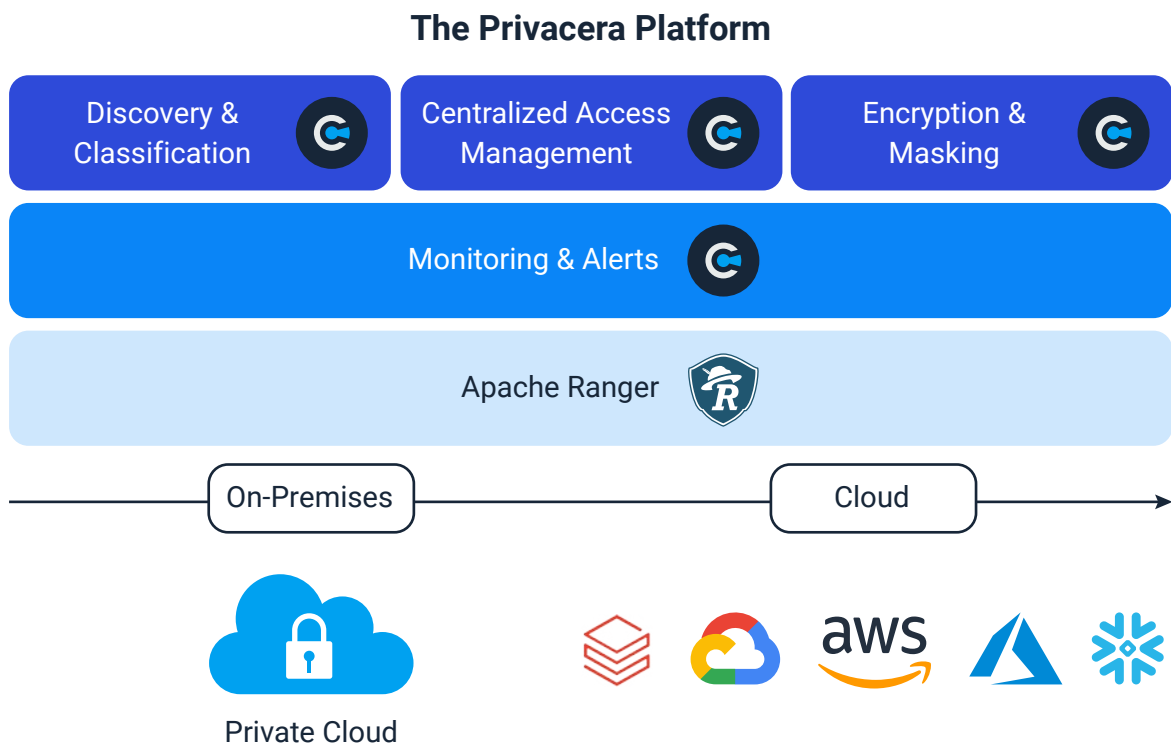 The Privacera Platform
Discovery &
Classification
Centralized Access
Management
Encryption &
Masking
Monitoring & Alerts
Apache Ranger
R
On-Premises
Cloud
aws
Private Cloud